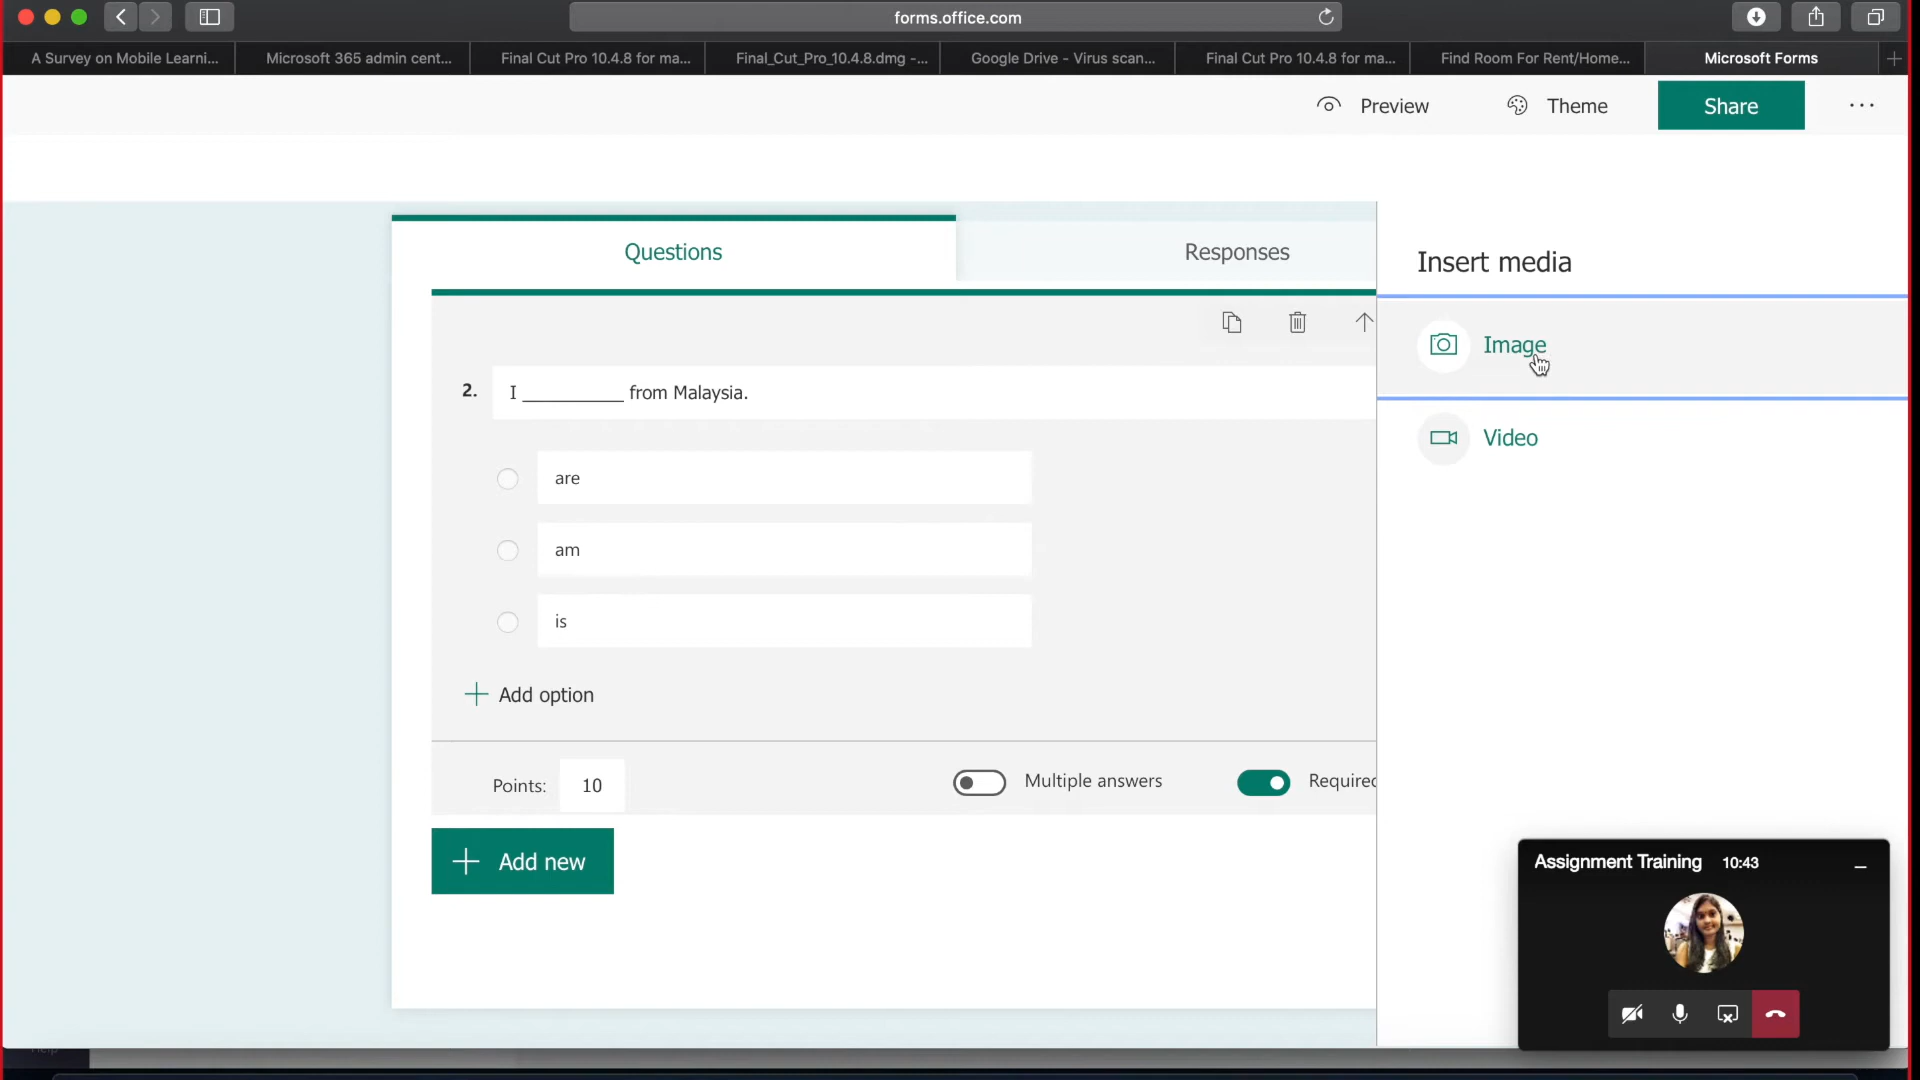 forms.office.com
A Survey on Mobile Learni...
Microsoft 365 admin cent...
Final Cut Pro 10.4.8 for ma...
Final_Cut_Pro_10.4.8.dmg -...
Google Drive - Virus scan...
Final Cut Pro 10.4.8 for ma...
Find Room For Rent/Home...
Microsoft Forms
Preview
Theme
Share
Questions
Responses
Insert media
Image
Video
2. I __________ from Malaysia.
are
am
is
Add option
Points: 10
Multiple answers
Required
Add new
Assignment Training 10:43
Help